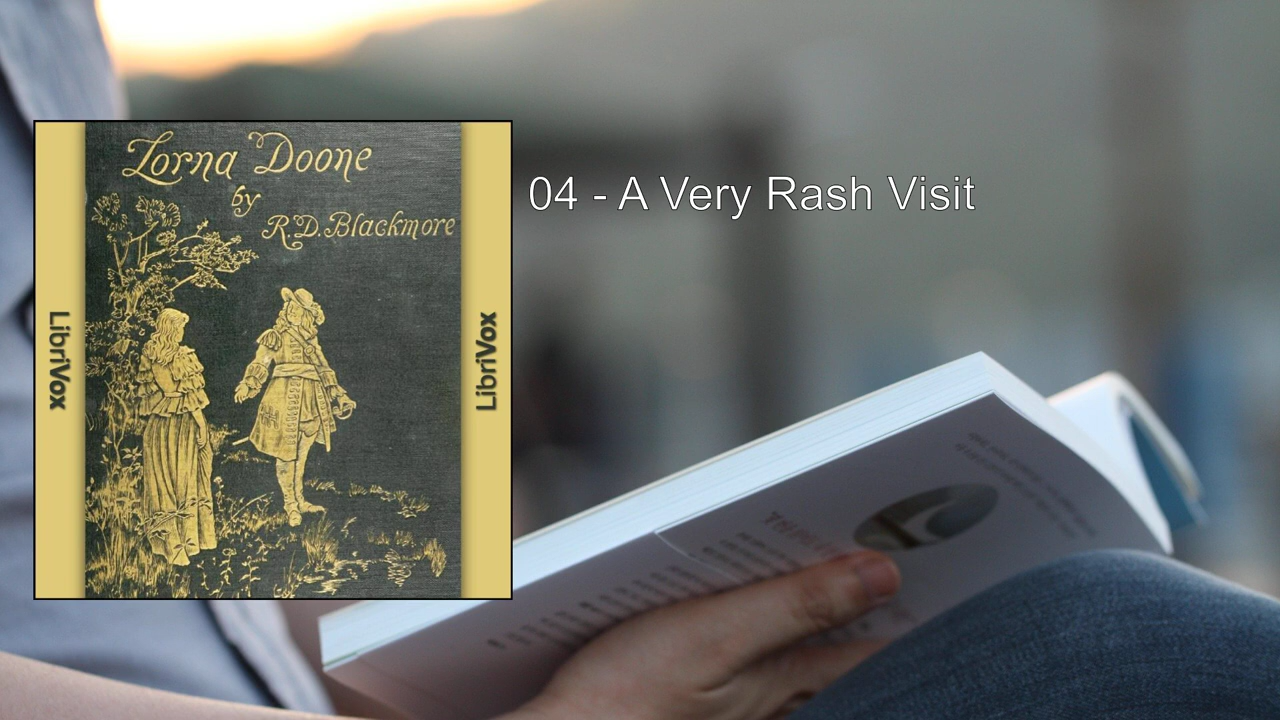 Lorna Doone
by
R.D. Blackmore
LibriVox
LibriVox
04 - A Very Rash Visit